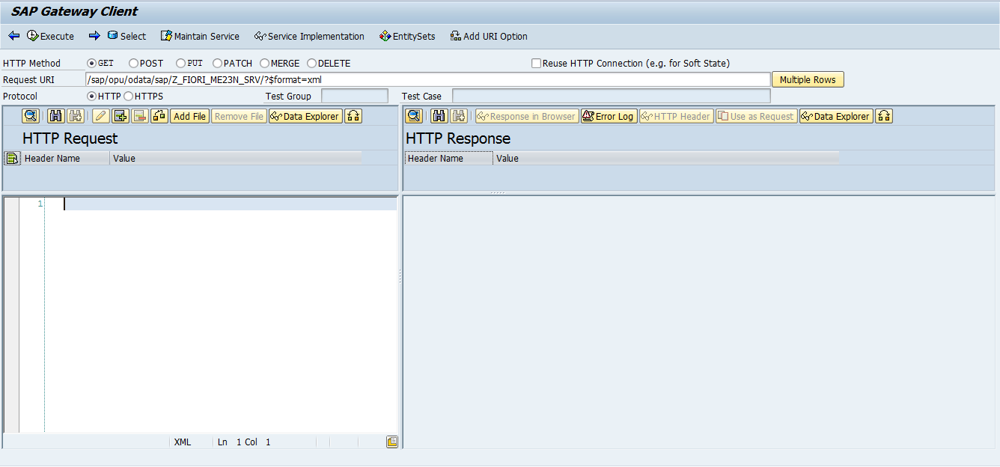 SAP Gateway Client
Execute Select Maintain Service Service Implementation EntitySets Add URI Option
HTTP Method GET POST PUT PATCH MERGE DELETE Reuse HTTP Connection (e.g. for Soft State)
Request URI /sap/opu/odata/sap/Z_FIORI_ME23N_SRV/?$format=xml Multiple Rows
Protocol HTTP HTTPS Test Group Test Case
Add File Remove File Data Explorer
HTTP Request
Header Name Value
1
XML Ln 1 Col 1
Response in Browser Error Log HTTP Header Use as Request Data Explorer
HTTP Response
Header Name Value